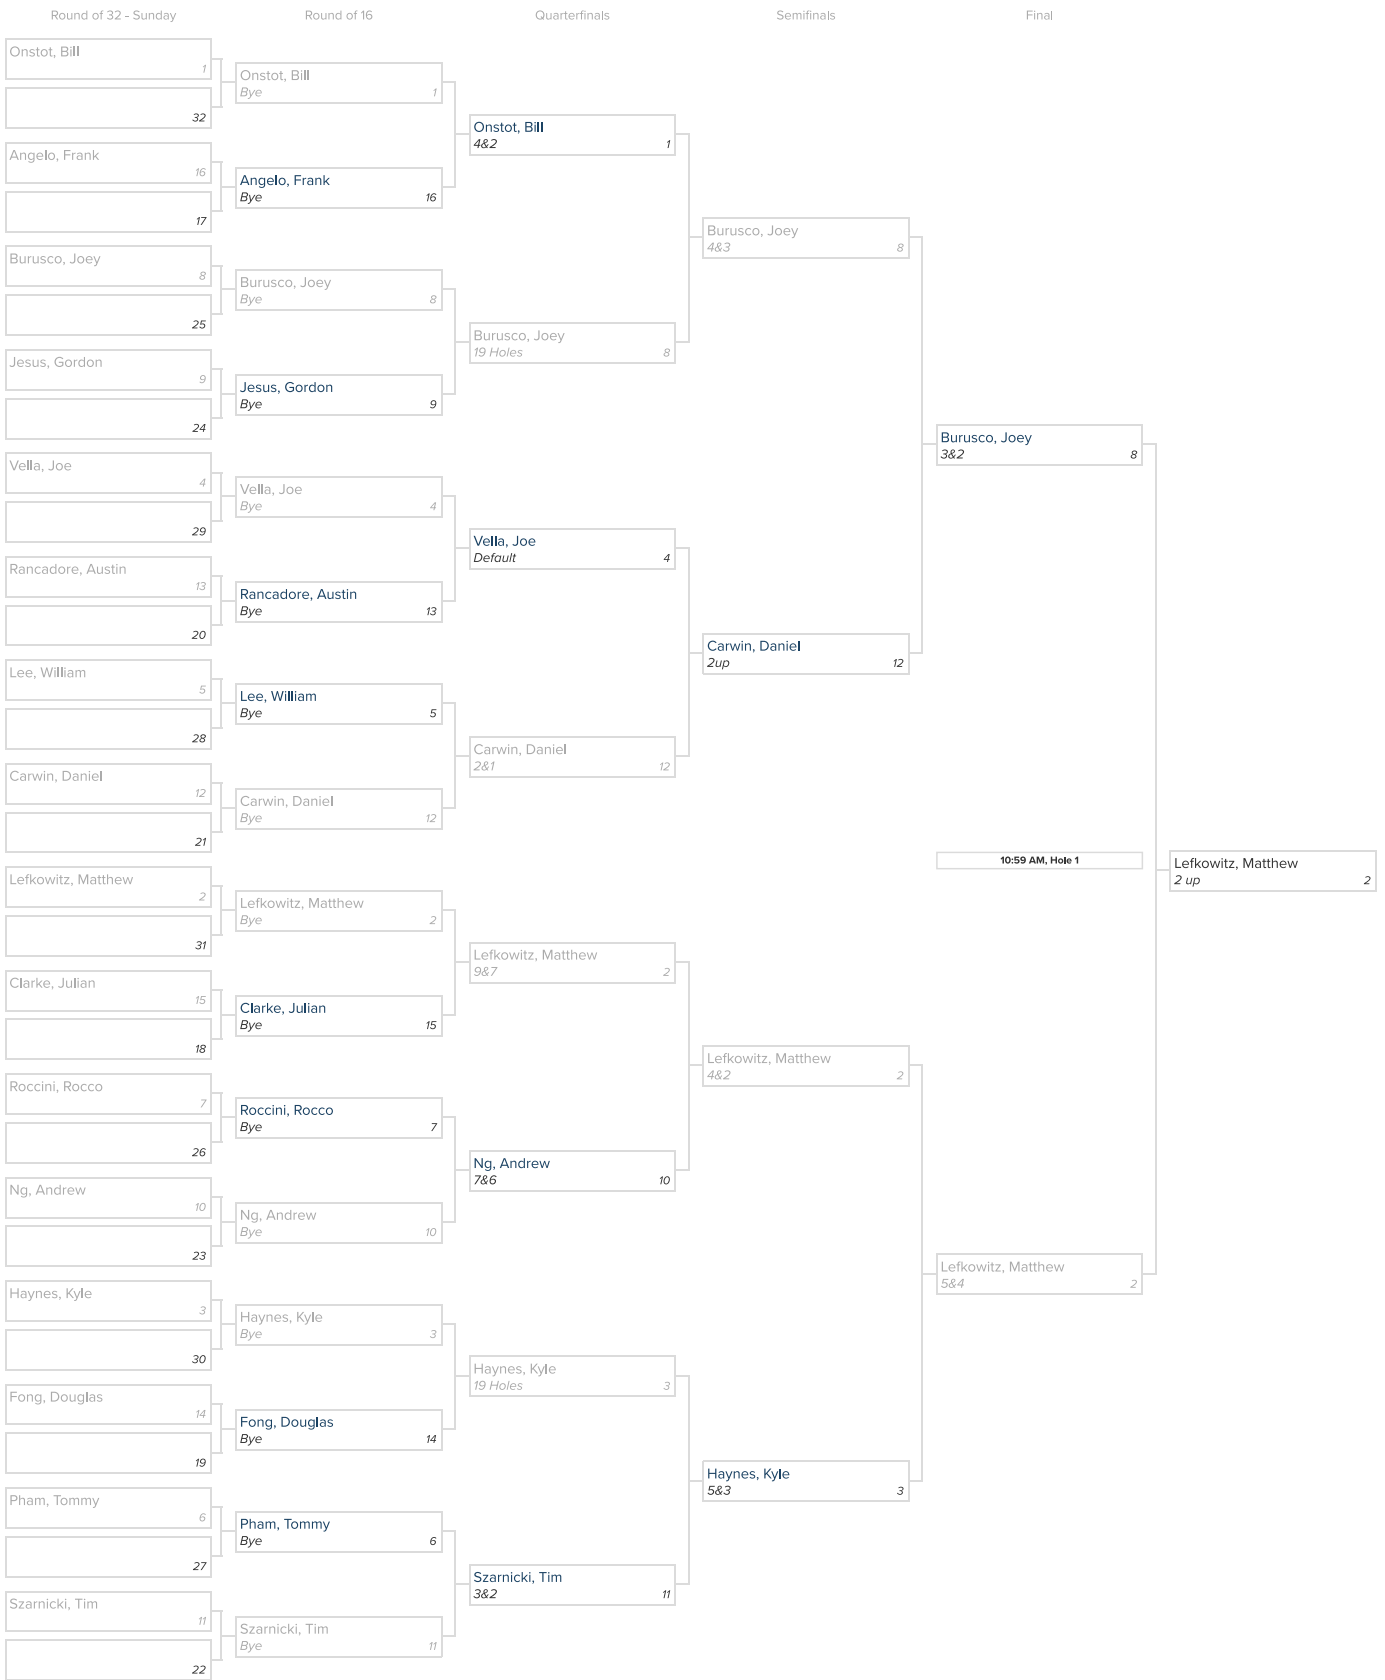 Round of 32 - Sunday
Round of 16
Quarterfinals
Semifinals
Final
Onstot, Bill
1
32
Angelo, Frank
16
17
Burusco, Joey
8
25
Jesus, Gordon
9
24
Vella, Joe
4
29
Rancadore, Austin
13
20
Lee, William
5
28
Carwin, Daniel
12
21
Lefkowitz, Matthew
2
31
Clarke, Julian
15
18
Roccini, Rocco
7
26
Ng, Andrew
10
23
Haynes, Kyle
3
30
Fong, Douglas
14
19
Pham, Tommy
6
27
Szarnicki, Tim
11
22
Onstot, Bill
Bye 1
Angelo, Frank
Bye 16
Burusco, Joey
Bye 8
Jesus, Gordon
Bye 9
Vella, Joe
Bye 4
Rancadore, Austin
Bye 13
Lee, William
Bye 5
Carwin, Daniel
Bye 12
Lefkowitz, Matthew
Bye 2
Clarke, Julian
Bye 15
Roccini, Rocco
Bye 7
Ng, Andrew
Bye 10
Haynes, Kyle
Bye 3
Fong, Douglas
Bye 14
Pham, Tommy
Bye 6
Szarnicki, Tim
Bye 11
Onstot, Bill
4&2 1
Burusco, Joey
19 Holes 8
Vella, Joe
Default 4
Carwin, Daniel
2&1 12
Lefkowitz, Matthew
9&7 2
Ng, Andrew
7&6 10
Haynes, Kyle
19 Holes 3
Szarnicki, Tim
3&2 11
Burusco, Joey
4&3 8
Carwin, Daniel
2up 12
Lefkowitz, Matthew
4&2 2
Haynes, Kyle
5&3 3
Burusco, Joey
3&2 8
10:59 AM, Hole 1
Lefkowitz, Matthew
5&4 2
Lefkowitz, Matthew
2 up 2